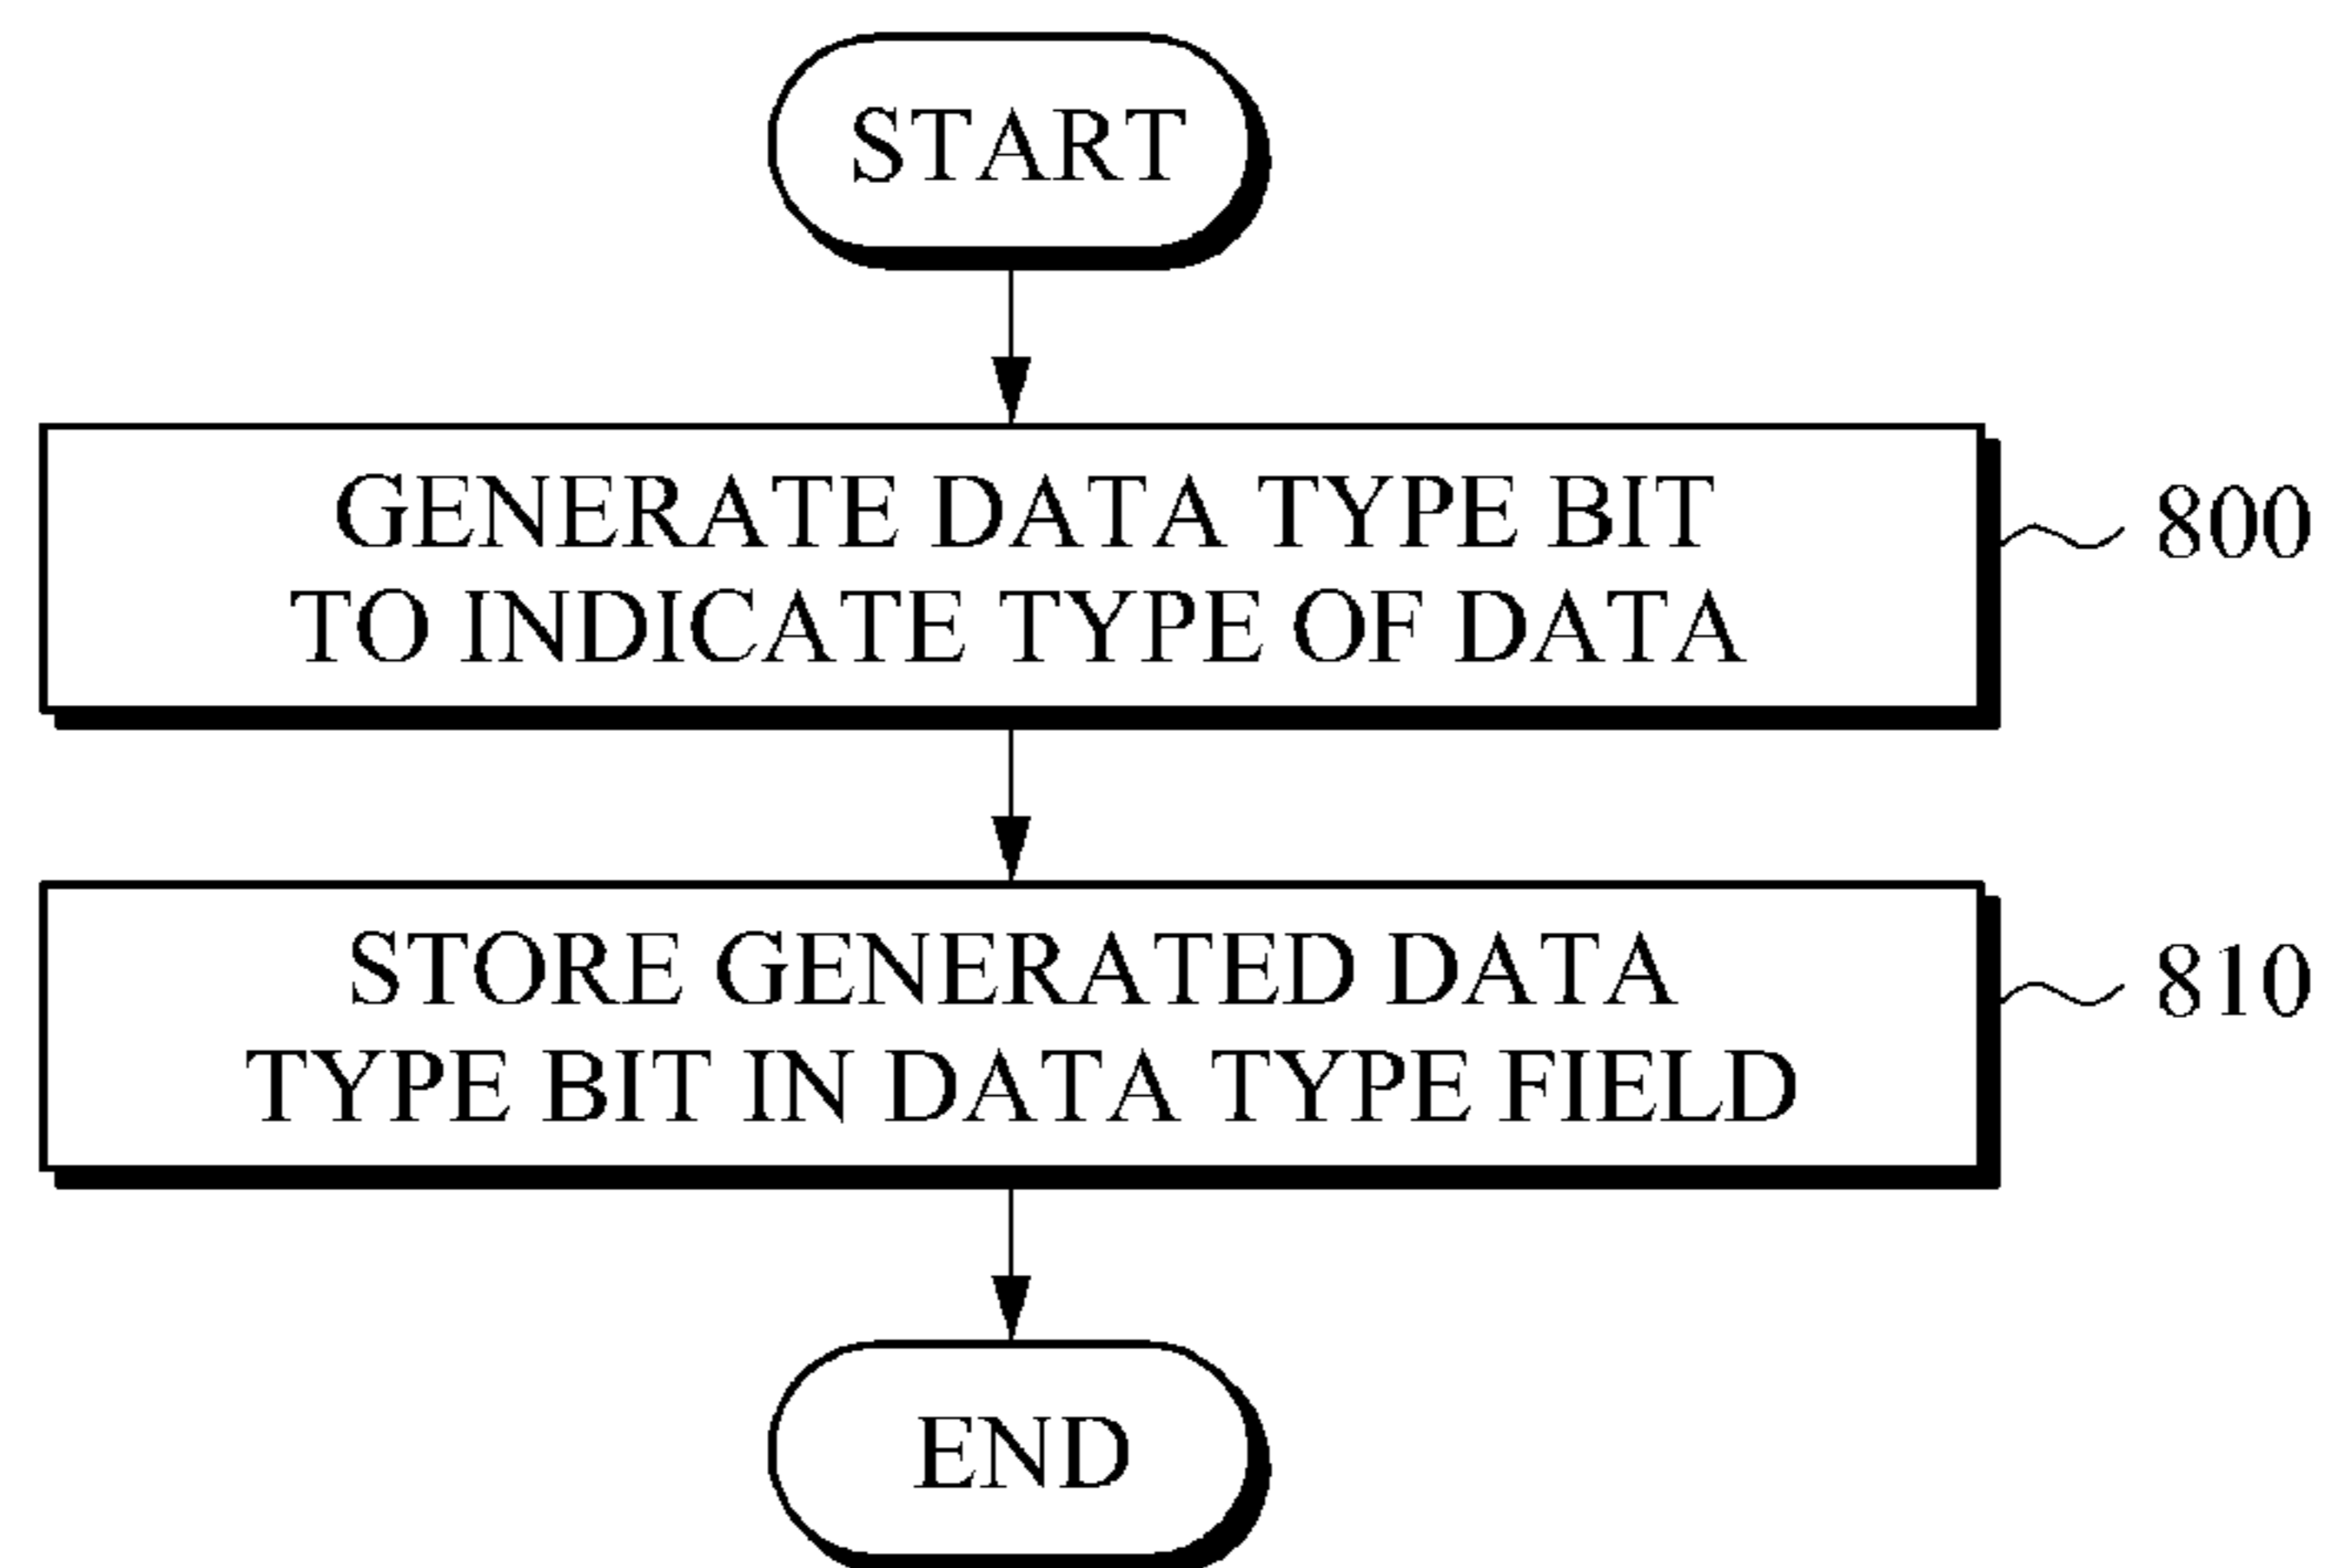 START
GENERATE DATA TYPE BIT
TO INDICATE TYPE OF DATA
800
STORE GENERATED DATA
TYPE BIT IN DATA TYPE FIELD
810
END